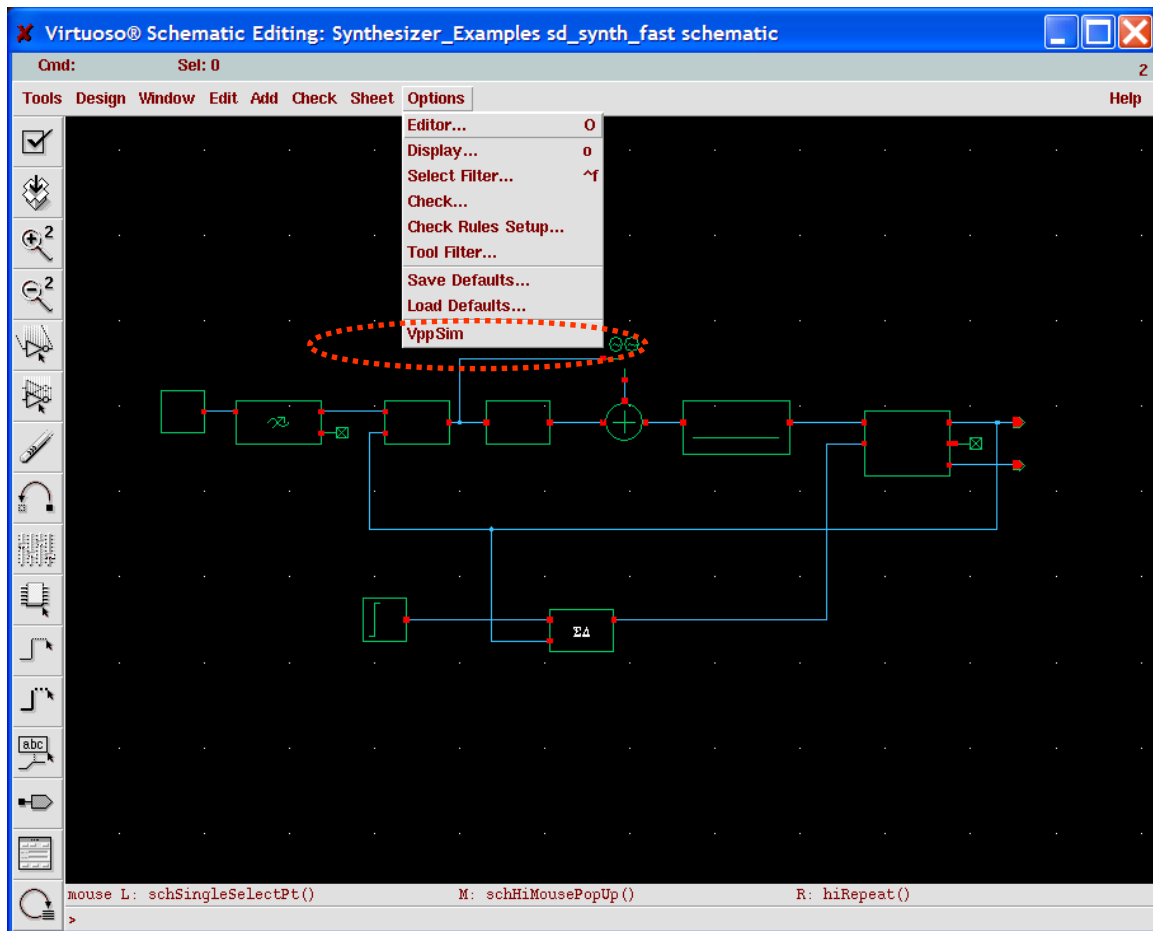 Virtuoso® Schematic Editing: Synthesizer_Examples sd_synth_fast schematic
Cmd: Sel: 0 2
Tools Design Window Edit Add Check Sheet Options Help
Editor... O
Display... o
Select Filter... ^f
Check...
Check Rules Setup...
Tool Filter...
Save Defaults...
Load Defaults...
VppSim
2
2
ΣΔ
abc
mouse L: schSingleSelectPt() M: schHiMousePopUp() R: hiRepeat()
>